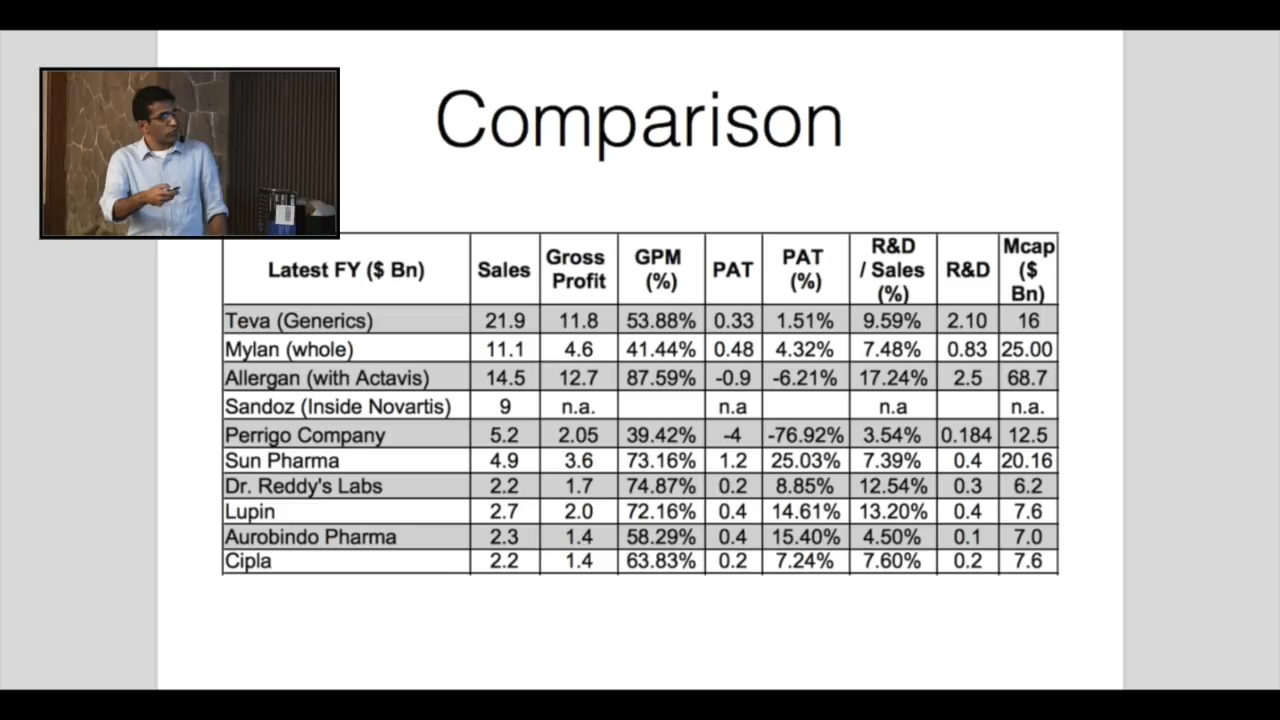 Comparison
Latest FY ($ Bn) Sales Gross Profit GPM (%) PAT PAT (%) R&D / Sales (%) R&D Mcap ($ Bn)
Teva (Generics) 21.9 11.8 53.88% 0.33 1.51% 9.59% 2.10 16
Mylan (whole) 11.1 4.6 41.44% 0.48 4.32% 7.48% 0.83 25.00
Allergan (with Actavis) 14.5 12.7 87.59% -0.9 -6.21% 17.24% 2.5 68.7
Sandoz (Inside Novartis) 9 n.a. n.a n.a n.a.
Perrigo Company 5.2 2.05 39.42% -4 -76.92% 3.54% 0.184 12.5
Sun Pharma 4.9 3.6 73.16% 1.2 25.03% 7.39% 0.4 20.16
Dr. Reddy's Labs 2.2 1.7 74.87% 0.2 8.85% 12.54% 0.3 6.2
Lupin 2.7 2.0 72.16% 0.4 14.61% 13.20% 0.4 7.6
Aurobindo Pharma 2.3 1.4 58.29% 0.4 15.40% 4.50% 0.1 7.0
Cipla 2.2 1.4 63.83% 0.2 7.24% 7.60% 0.2 7.6